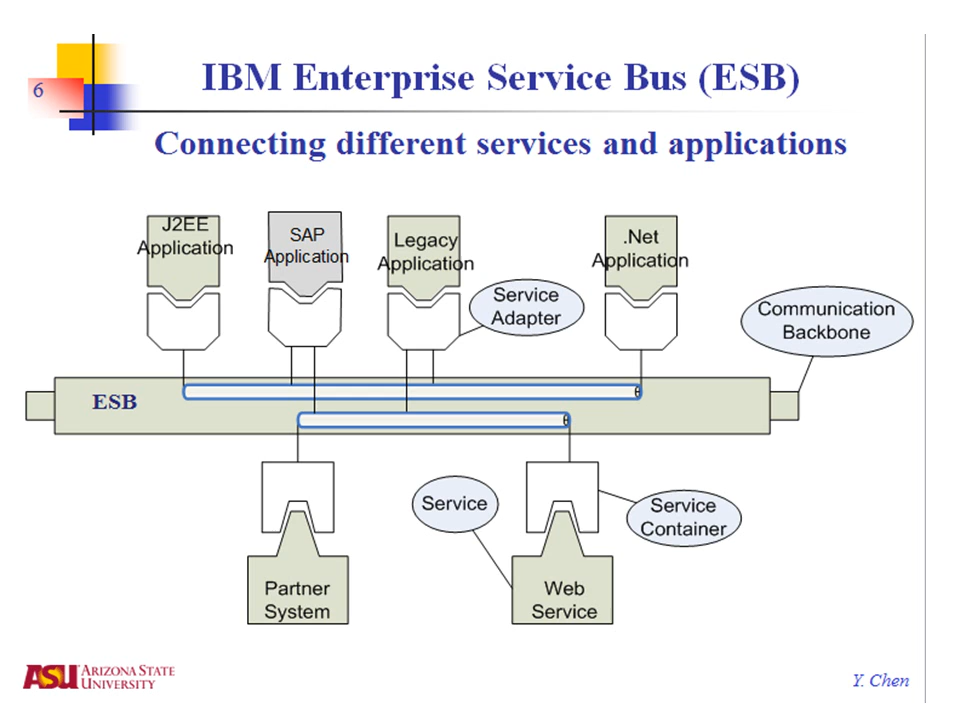 6
IBM Enterprise Service Bus (ESB)
Connecting different services and applications
J2EE
Application
SAP
Application
Legacy
Application
.Net
Application
Service
Adapter
Communication
Backbone
ESB
Service
Service
Container
Partner
System
Web
Service
ASU ARIZONA STATE
UNIVERSITY
Y. Chen